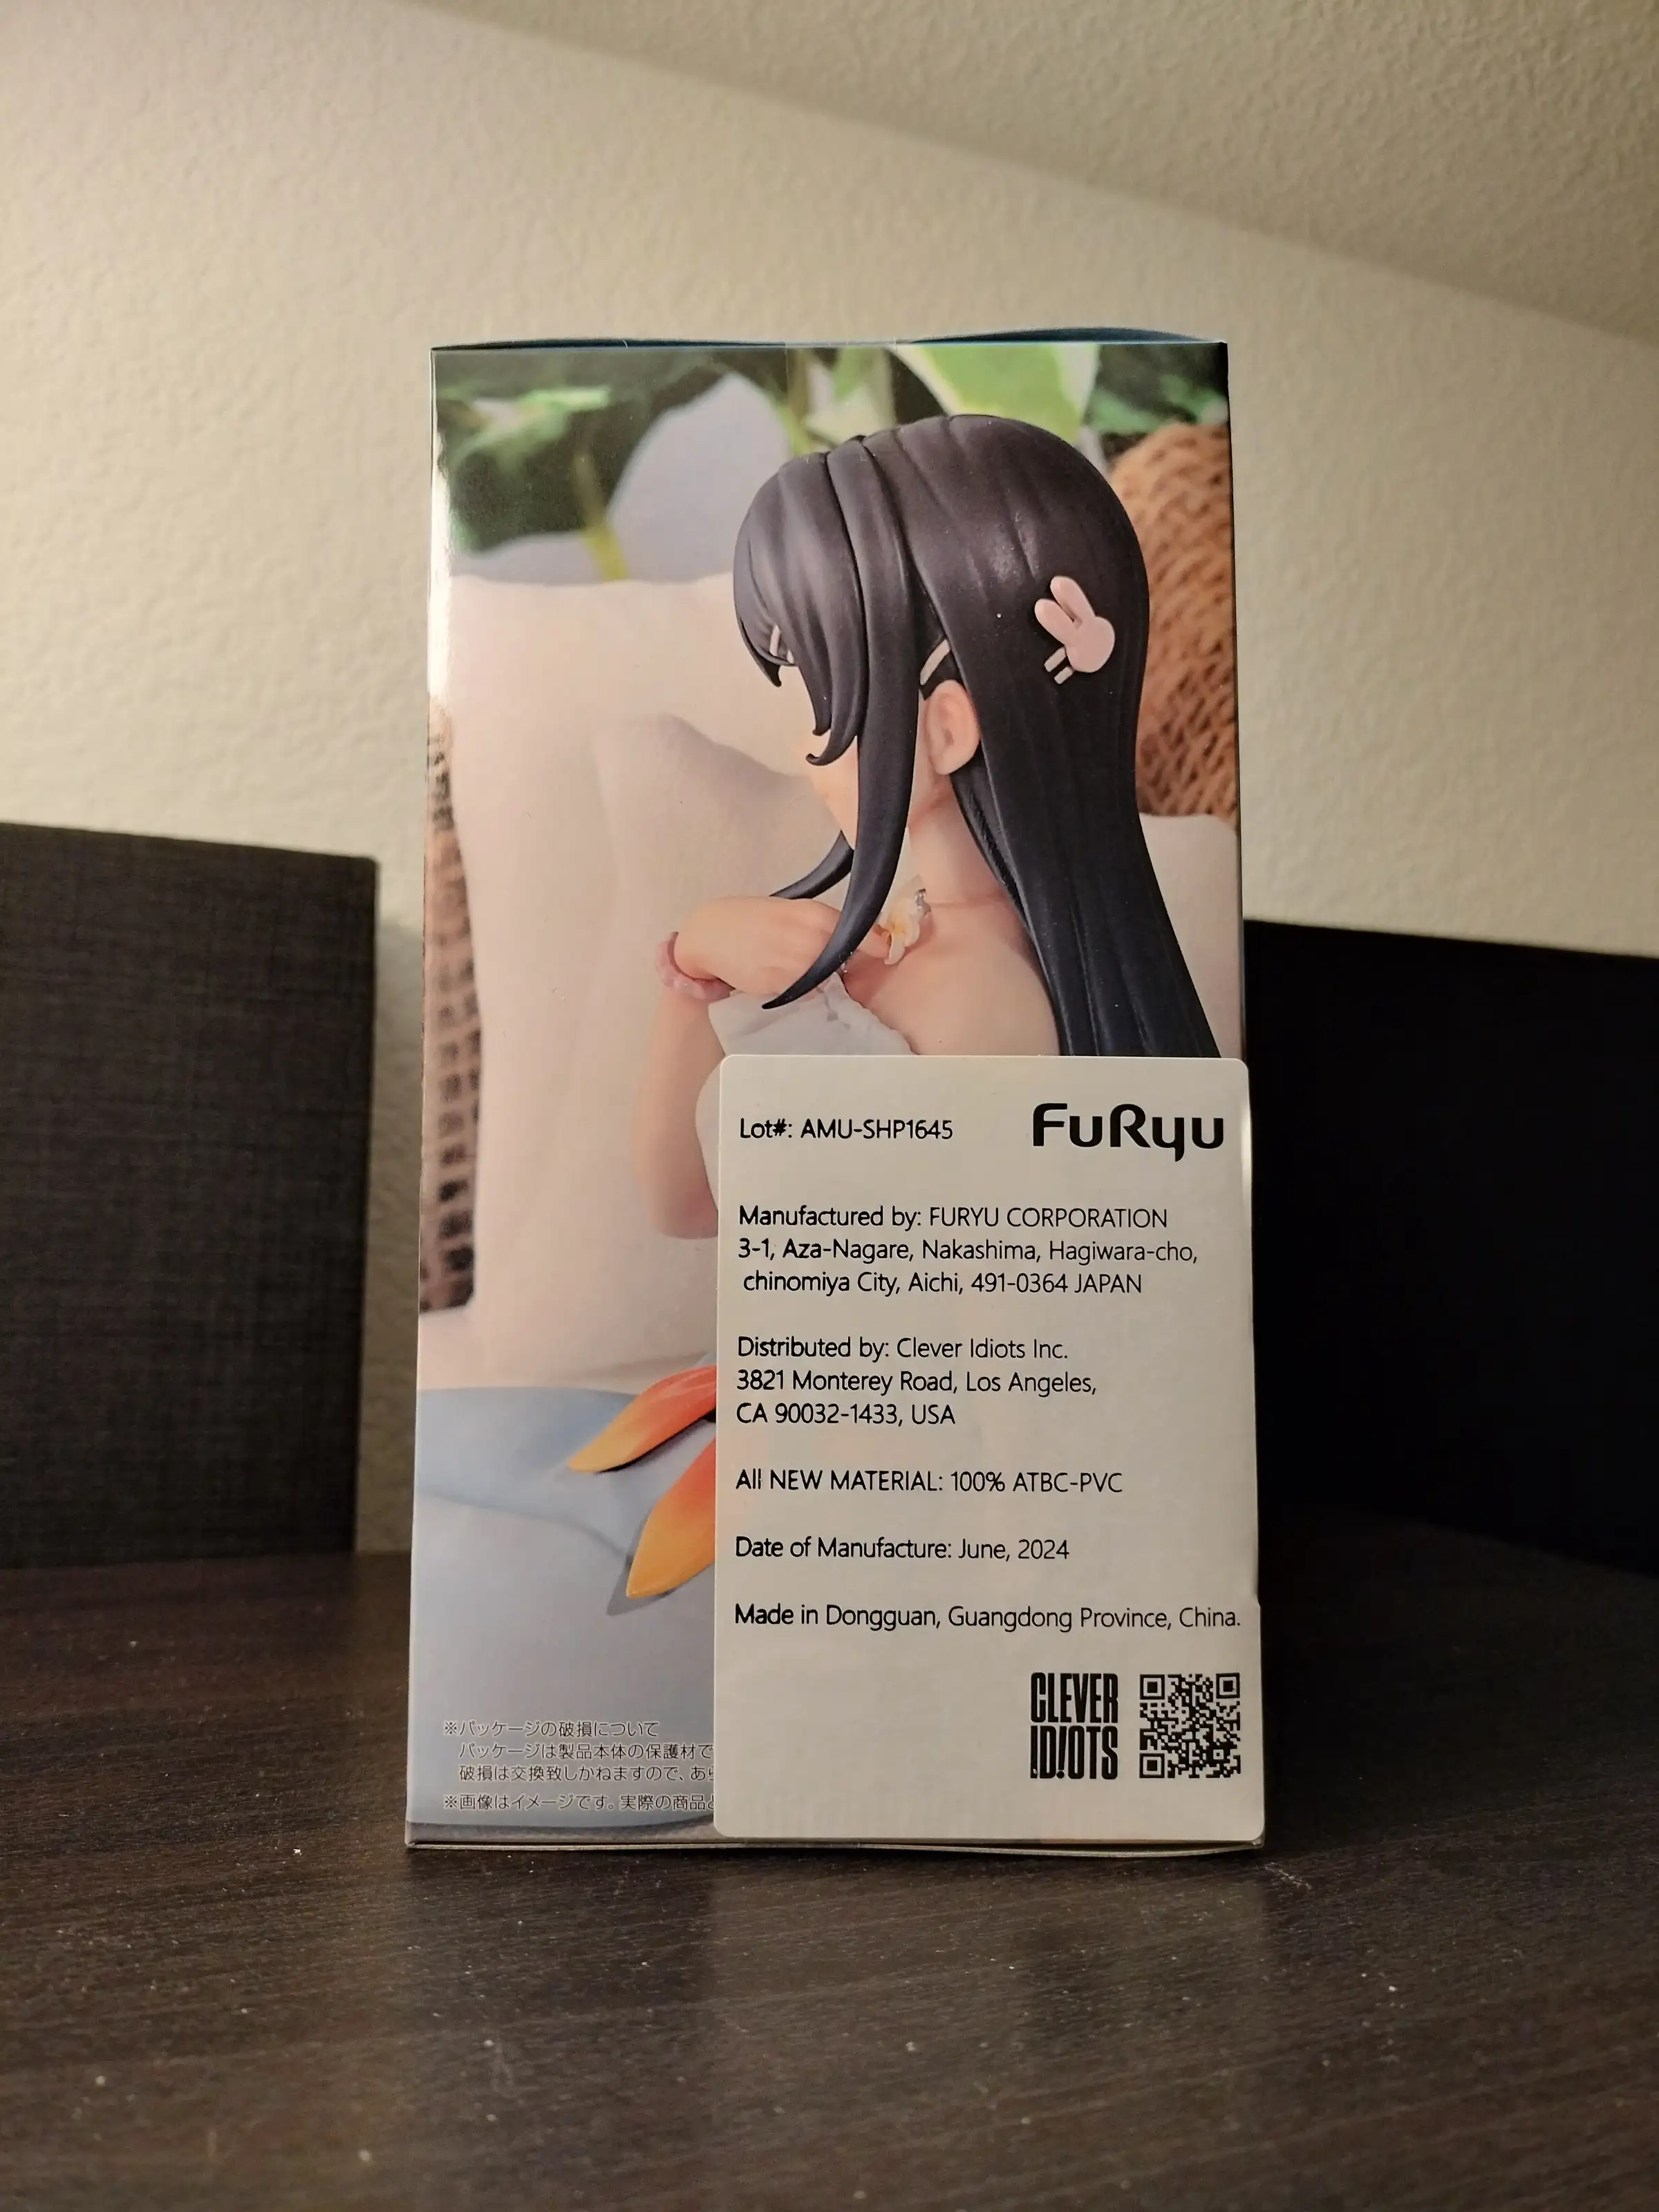 Lot#: AMU-SHP1645
FuRyu
Manufactured by: FURYU CORPORATION
3-1, Aza-Nagare, Nakashima, Hagiwara-cho,
chinomiya City, Aichi, 491-0364 JAPAN
Distributed by: Clever Idiots Inc.
3821 Monterey Road, Los Angeles,
CA 90032-1433, USA
All NEW MATERIAL: 100% ATBC-PVC
Date of Manufacture: June, 2024
Made in Dongguan, Guangdong Province, China.
CLEVER
IDIOTS
※パッケージの破損について
パッケージは製品本体の保護材で
破損は交換致しかねますので、あら
※画像はイメージです。実際の商品と